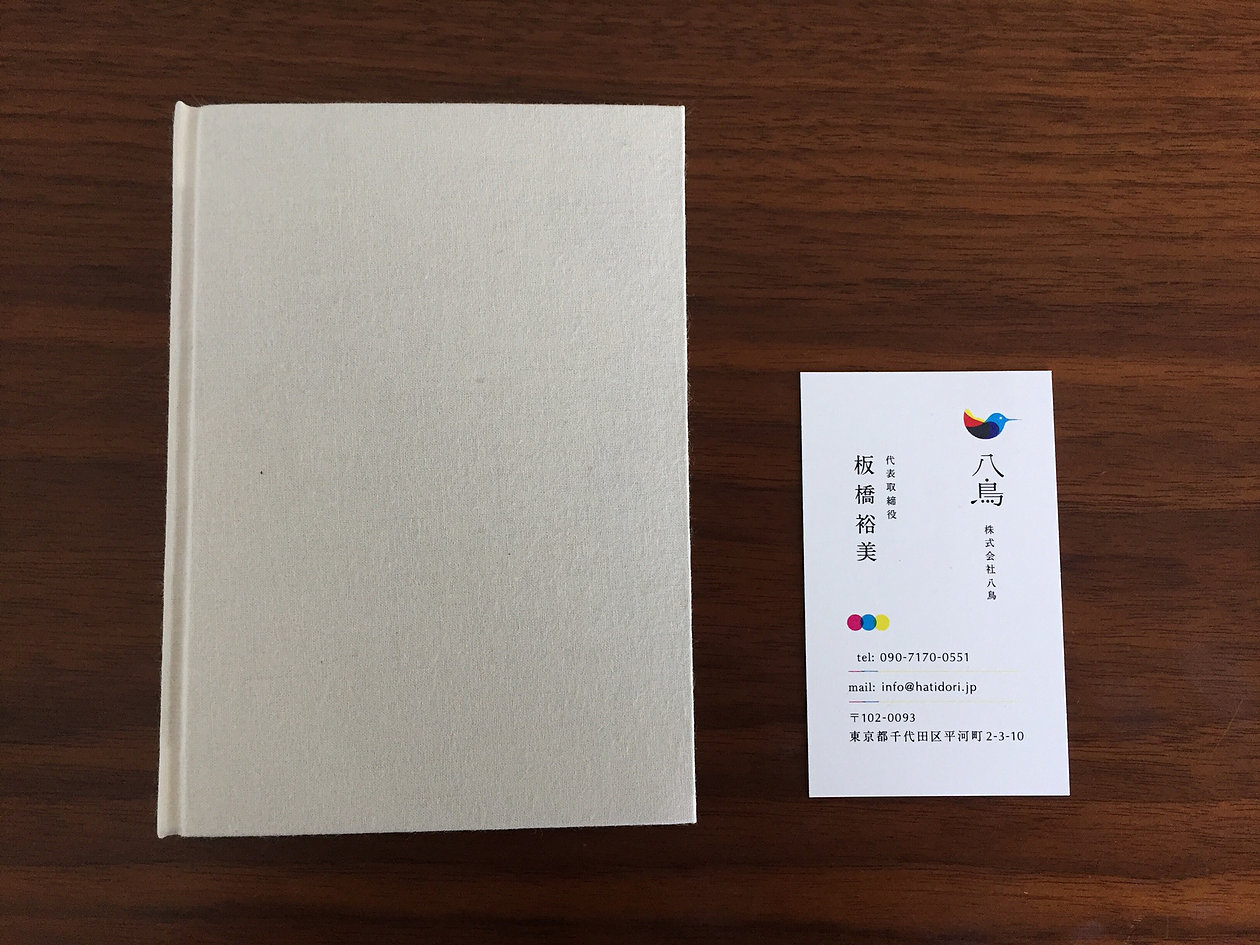 八鳥
株式会社八鳥
代表取締役
板橋裕美
tel: 090-7170-0551
mail: info@hatidori.jp
〒102-0093
東京都千代田区平河町2-3-10